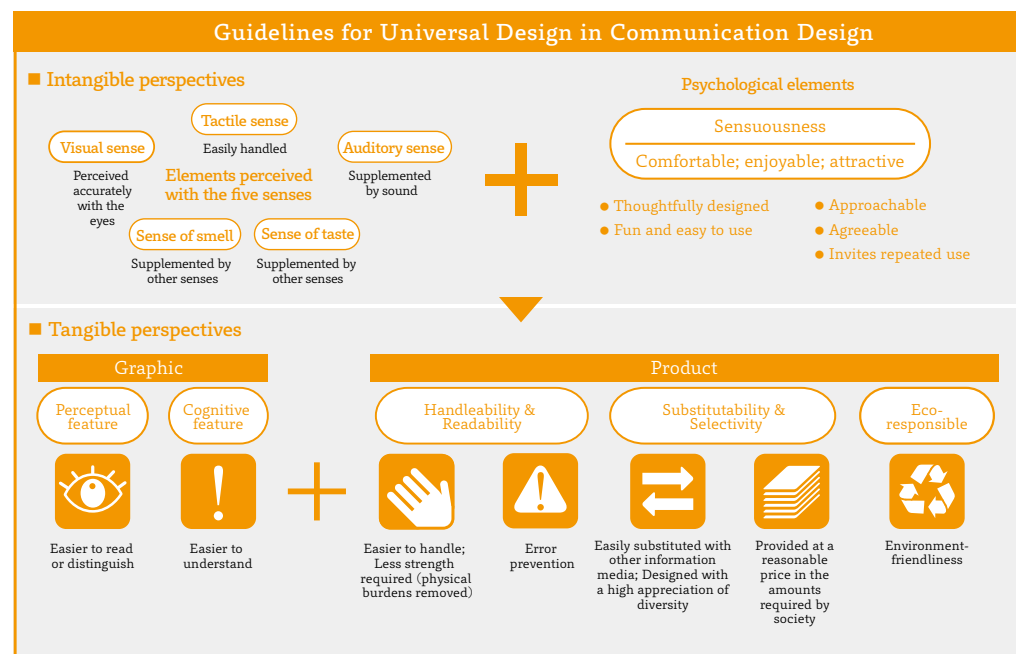 Guidelines for Universal Design in Communication Design
■ Intangible perspectives
Visual sense
Perceived
accurately
with the
eyes
Tactile sense
Easily handled
Auditory sense
Supplemented
by sound
Elements perceived
with the five senses
Sense of smell
Supplemented by
other senses
Sense of taste
Supplemented by
other senses
Psychological elements
Sensuousness
Comfortable; enjoyable; attractive
● Thoughtfully designed
● Fun and easy to use
● Approachable
● Agreeable
● Invites repeated use
■ Tangible perspectives
Graphic
Perceptual
feature
Easier to read
or distinguish
Cognitive
feature
Easier to
understand
Product
Handleability &
Readability
Easier to handle;
Less strength
required (physical
burdens removed)
Error
prevention
Substitutability &
Selectivity
Easily substituted with
other information
media; Designed with
a high appreciation of
diversity
Provided at a
reasonable
price in the
amounts
required by
society
Eco-
responsible
Environment-
friendliness